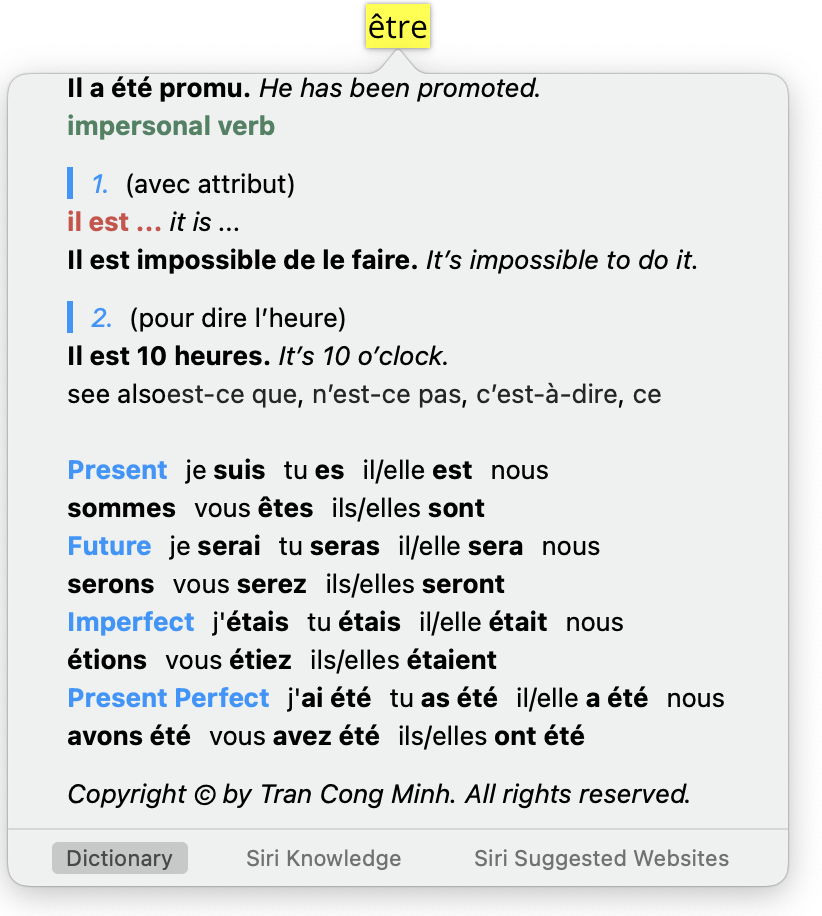 être
Il a été promu. He has been promoted.
impersonal verb
1. (avec attribut)
il est ... it is ...
Il est impossible de le faire. It’s impossible to do it.
2. (pour dire l’heure)
Il est 10 heures. It’s 10 o’clock.
see alsoest-ce que, n’est-ce pas, c’est-à-dire, ce
Present je suis tu es il/elle est nous
sommes vous êtes ils/elles sont
Future je serai tu seras il/elle sera nous
serons vous serez ils/elles seront
Imperfect j'étais tu étais il/elle était nous
étions vous étiez ils/elles étaient
Present Perfect j'ai été tu as été il/elle a été nous
avons été vous avez été ils/elles ont été
Copyright © by Tran Cong Minh. All rights reserved.
Dictionary Siri Knowledge Siri Suggested Websites